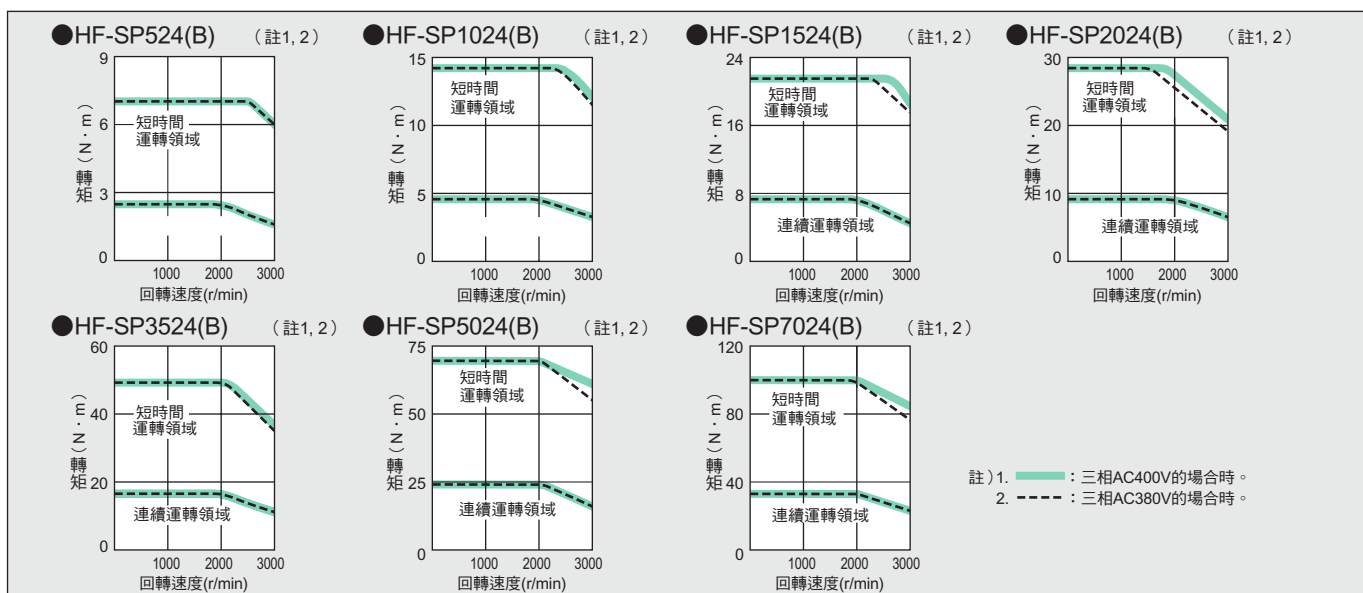 ●HF-SP524(B) （註1, 2）
9
6
3
0
轉矩（N・m）
短時間
運轉領域
1000 2000 3000
回轉速度(r/min)
●HF-SP1024(B) （註1, 2）
15
10
5
0
轉矩（N・m）
短時間
運轉領域
1000 2000 3000
回轉速度(r/min)
●HF-SP1524(B) （註1, 2）
24
16
8
0
轉矩（N・m）
短時間
運轉領域
連續運轉領域
1000 2000 3000
回轉速度(r/min)
●HF-SP2024(B) （註1, 2）
30
20
10
0
轉矩（N・m）
短時間
運轉領域
連續運轉領域
1000 2000 3000
回轉速度(r/min)
●HF-SP3524(B) （註1, 2）
60
40
20
0
轉矩（N・m）
短時間
運轉領域
連續運轉領域
1000 2000 3000
回轉速度(r/min)
●HF-SP5024(B) （註1, 2）
75
50
25
0
轉矩（N・m）
短時間
運轉領域
連續運轉領域
1000 2000 3000
回轉速度(r/min)
●HF-SP7024(B) （註1, 2）
120
80
40
0
轉矩（N・m）
短時間
運轉領域
連續運轉領域
1000 2000 3000
回轉速度(r/min)
註）1. ：三相AC400V的場合時。
2. ：三相AC380V的場合時。